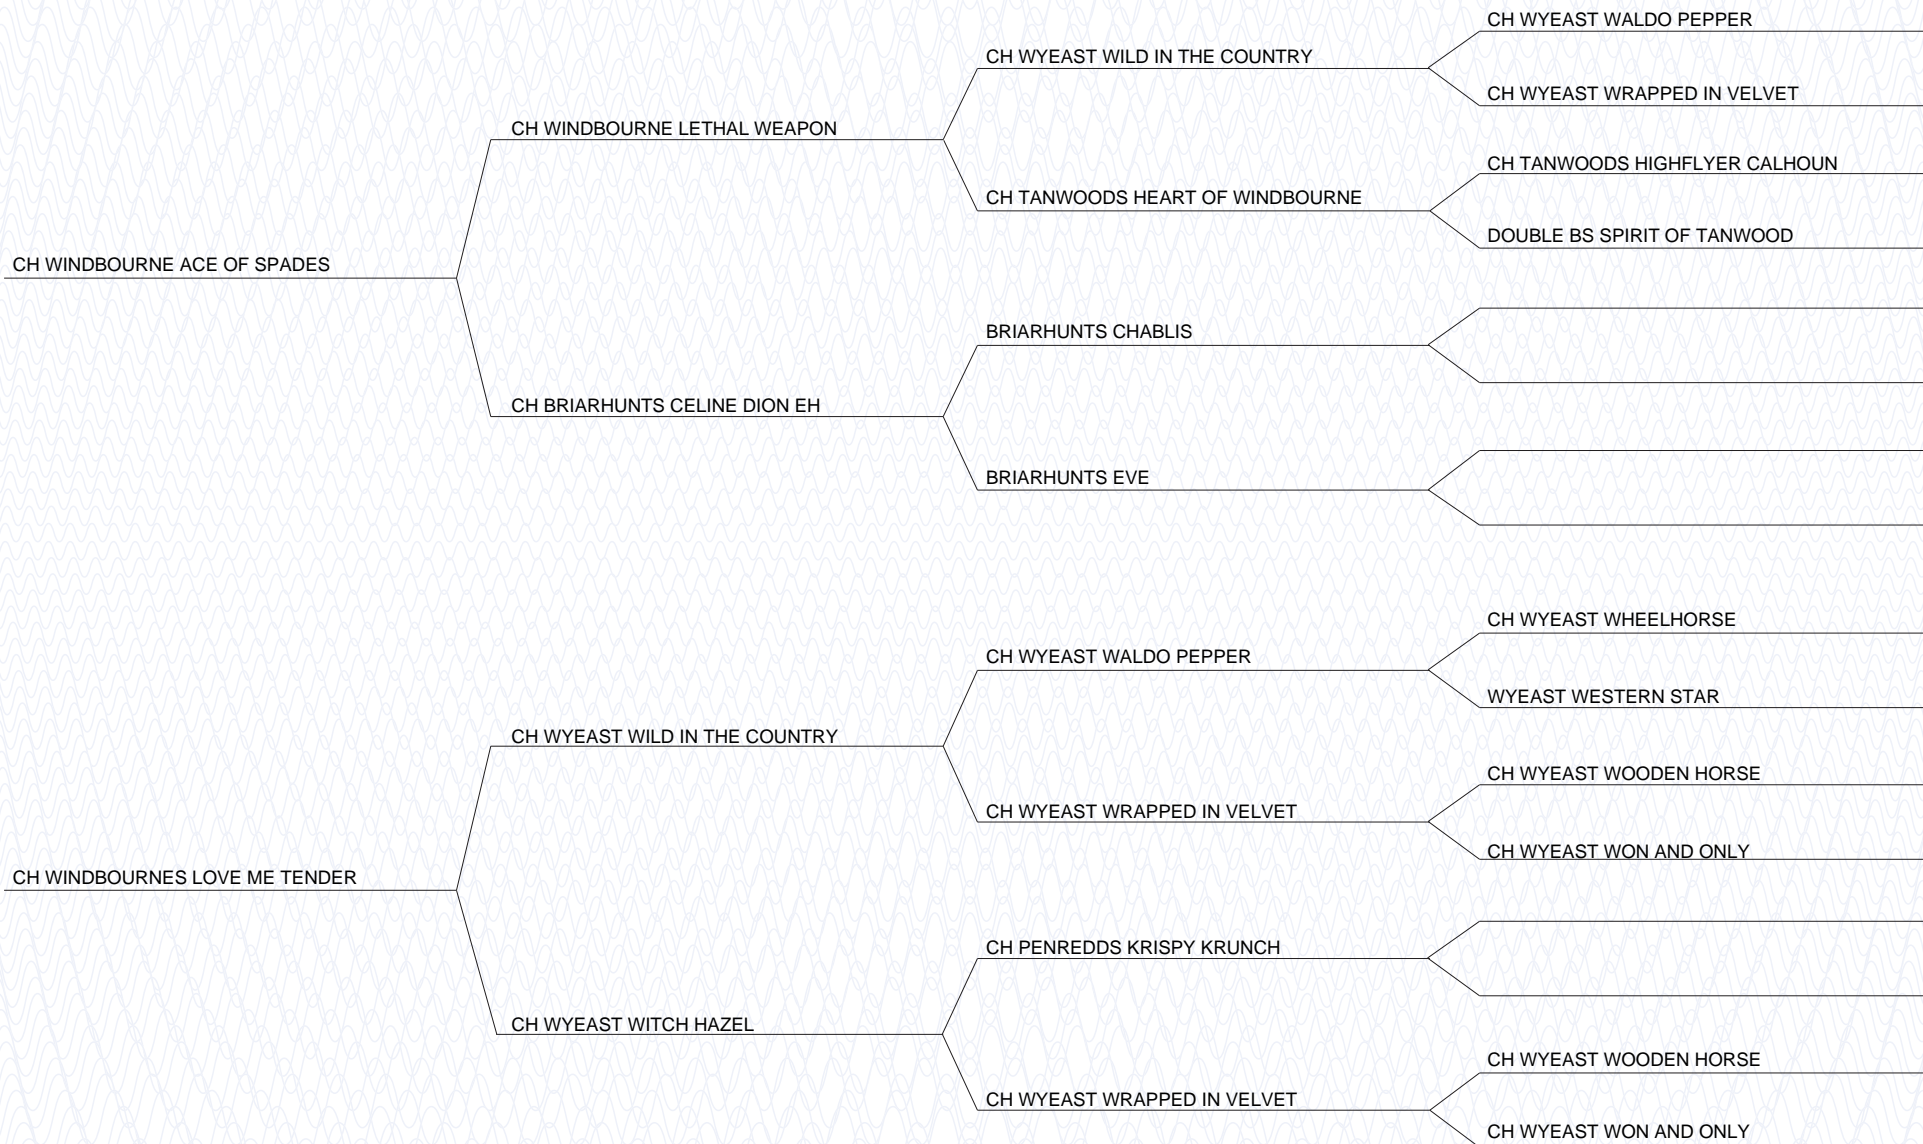 CH WYEAST WALDO PEPPER
CH WYEAST WILD IN THE COUNTRY
CH WYEAST WRAPPED IN VELVET
CH WINDBOURNE LETHAL WEAPON
CH TANWOODS HIGHFLYER CALHOUN
CH TANWOODS HEART OF WINDBOURNE
DOUBLE BS SPIRIT OF TANWOOD
CH WINDBOURNE ACE OF SPADES
BRIARHUNTS CHABLIS
CH BRIARHUNTS CELINE DION EH
BRIARHUNTS EVE
CH WYEAST WHEELHORSE
CH WYEAST WALDO PEPPER
WYEAST WESTERN STAR
CH WYEAST WILD IN THE COUNTRY
CH WYEAST WOODEN HORSE
CH WYEAST WRAPPED IN VELVET
CH WYEAST WON AND ONLY
CH WINDBOURNES LOVE ME TENDER
CH PENREDDS KRISPY KRUNCH
CH WYEAST WITCH HAZEL
CH WYEAST WOODEN HORSE
CH WYEAST WRAPPED IN VELVET
CH WYEAST WON AND ONLY